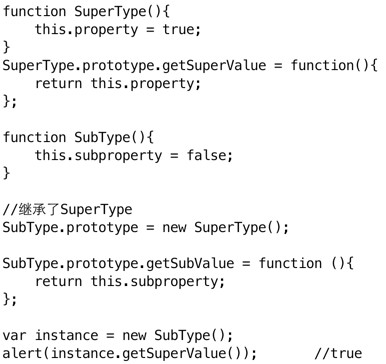 function SuperType(){
    this.property = true;
}
SuperType.prototype.getSuperValue = function(){
    return this.property;
};
function SubType(){
    this.subproperty = false;
}
//继承了SuperType
SubType.prototype = new SuperType();
SubType.prototype.getSubValue = function (){
    return this.subproperty;
};
var instance = new SubType();
alert(instance.getSuperValue());       //true